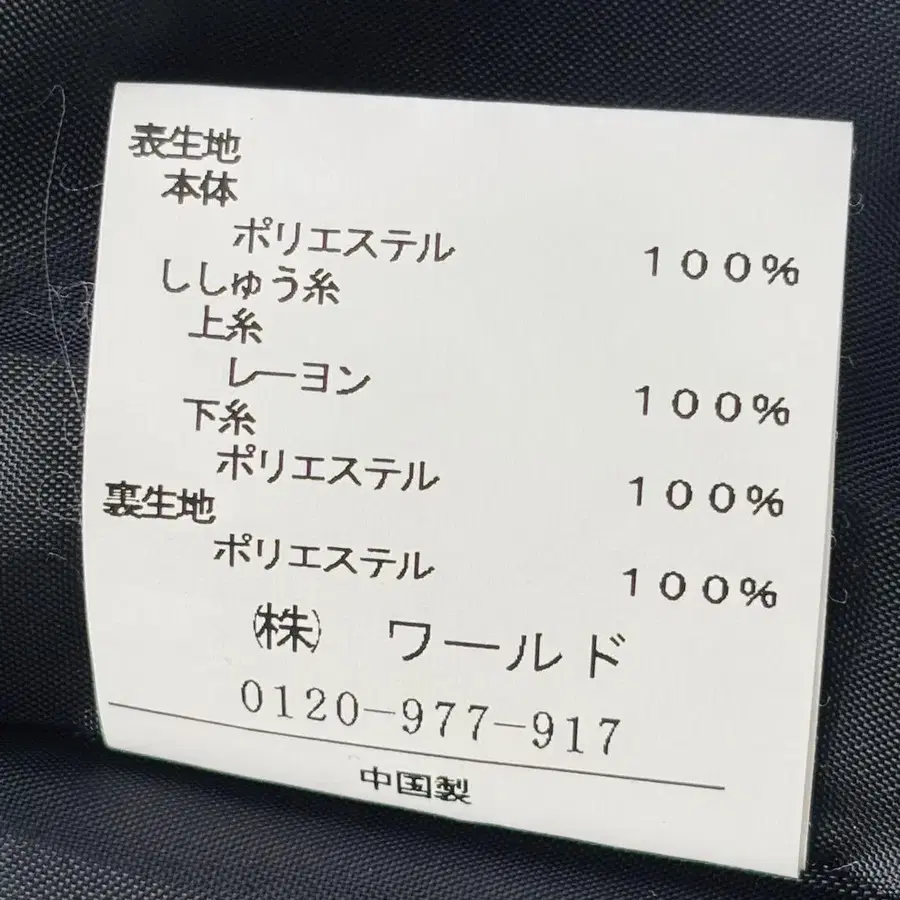 表生地
本体
ポリエステル 100%
ししゅう糸
上糸
レーヨン 100%
下糸
ポリエステル 100%
裏生地
ポリエステル 100%
㈱ ワールド
0120-977-917
中国製